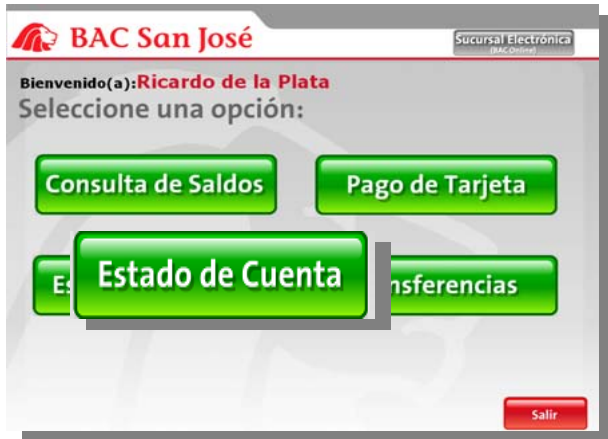 BAC San José
Sucursal Electrónica
(BAC Online)
Bienvenido(a):Ricardo de la Plata
Seleccione una opción:
Consulta de Saldos
Pago de Tarjeta
Estado de Cuenta
nsferencias
Salir